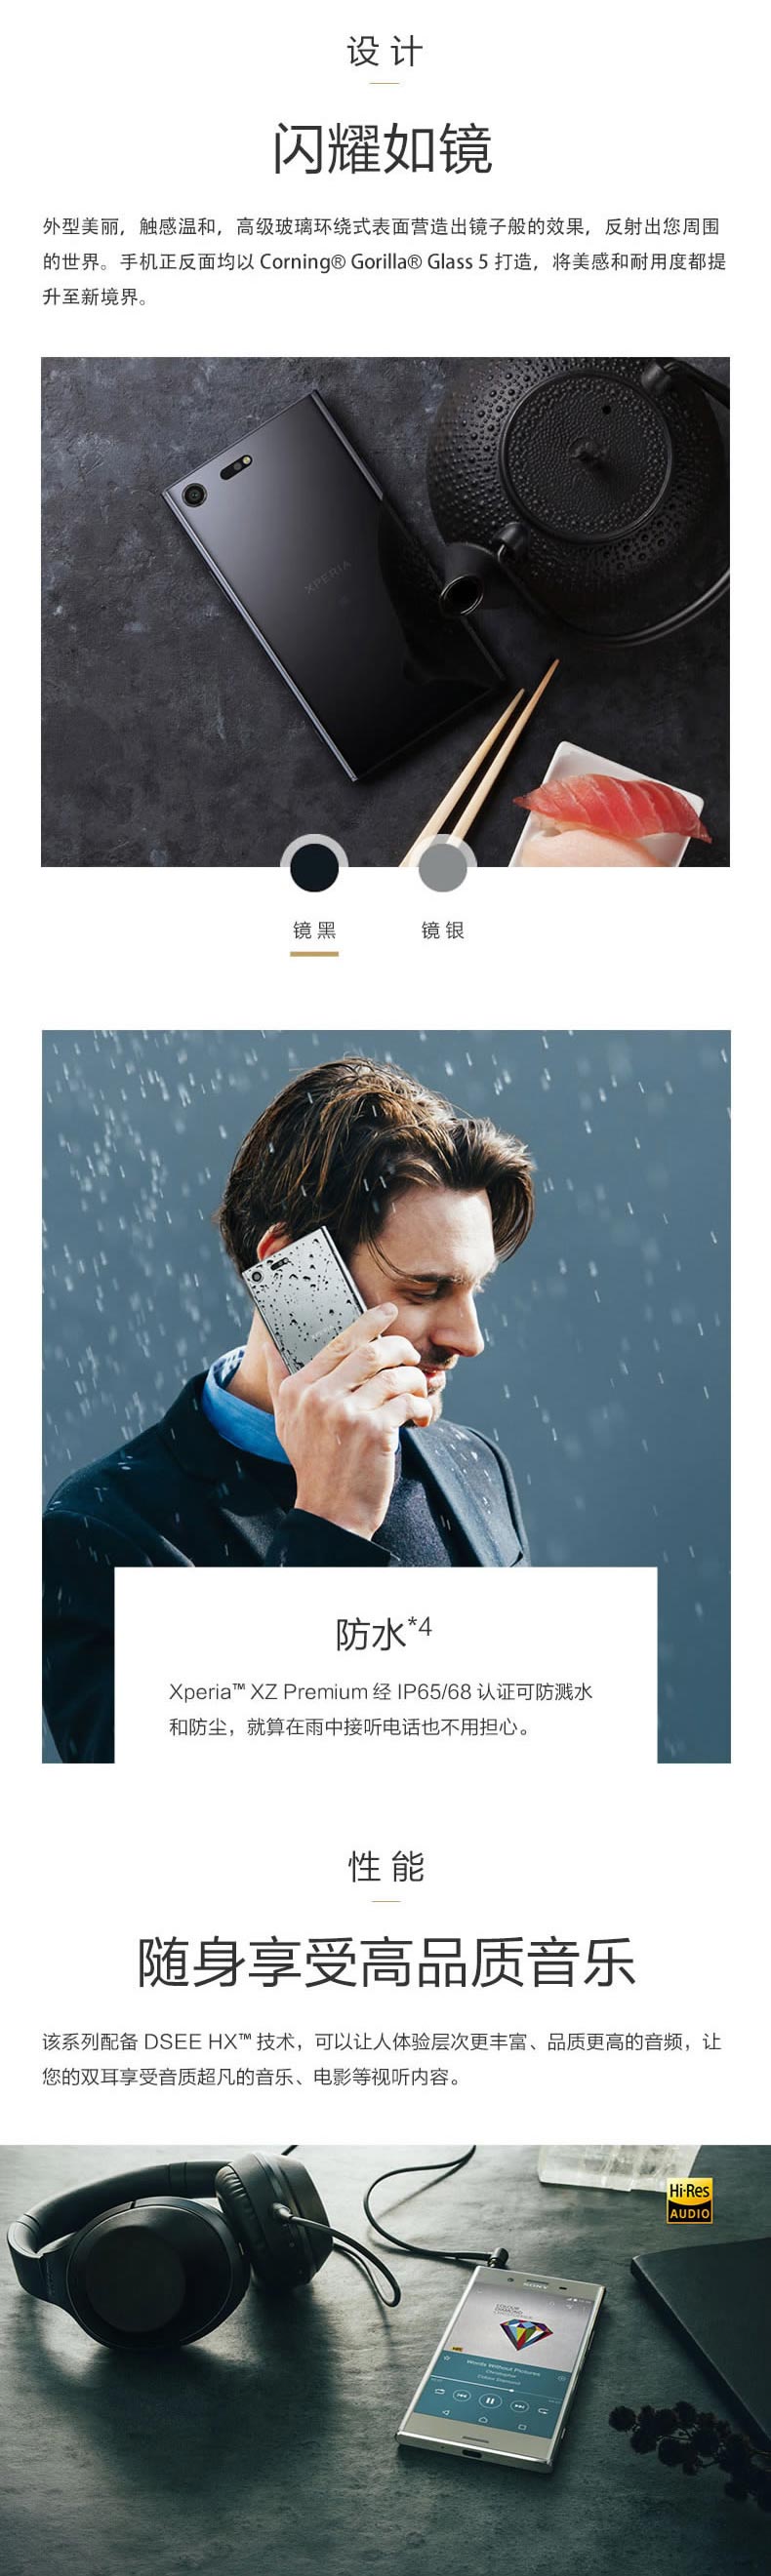 设计
闪耀如镜
外型美丽，触感温和，高级玻璃环绕式表面营造出镜子般的效果，反射出您周围
的世界。手机正反面均以 Corning® Gorilla® Glass 5 打造，将美感和耐用度都提
升至新境界。
XPERIA
镜黑
镜银
防水*4
Xperia™ XZ Premium 经 IP65/68 认证可防溅水
和防尘，就算在雨中接听电话也不用担心。
性能
随身享受高品质音乐
该系列配备 DSEE HX™ 技术，可以让人体验层次更丰富、品质更高的音频，让
您的双耳享受音质超凡的音乐、电影等视听内容。
Hi-Res
AUDIO
SONY
Words Without Pictures
Christopher